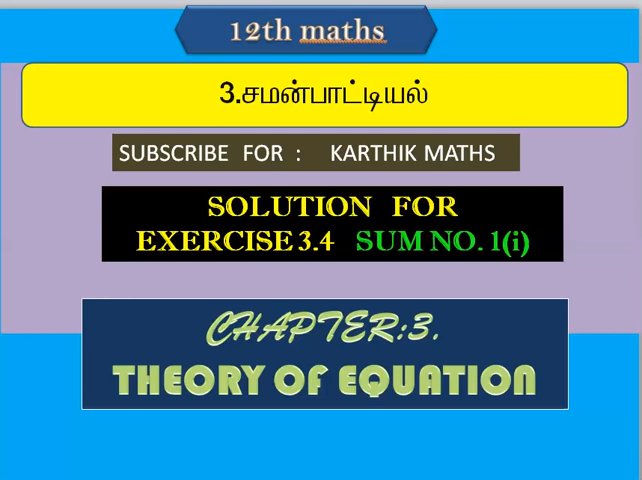 12th maths
3.சமன்பாட்டியல்
SUBSCRIBE FOR : KARTHIK MATHS
SOLUTION FOR
EXERCISE 3.4 SUM NO. 1(i)
CHAPTER:3.
THEORY OF EQUATION